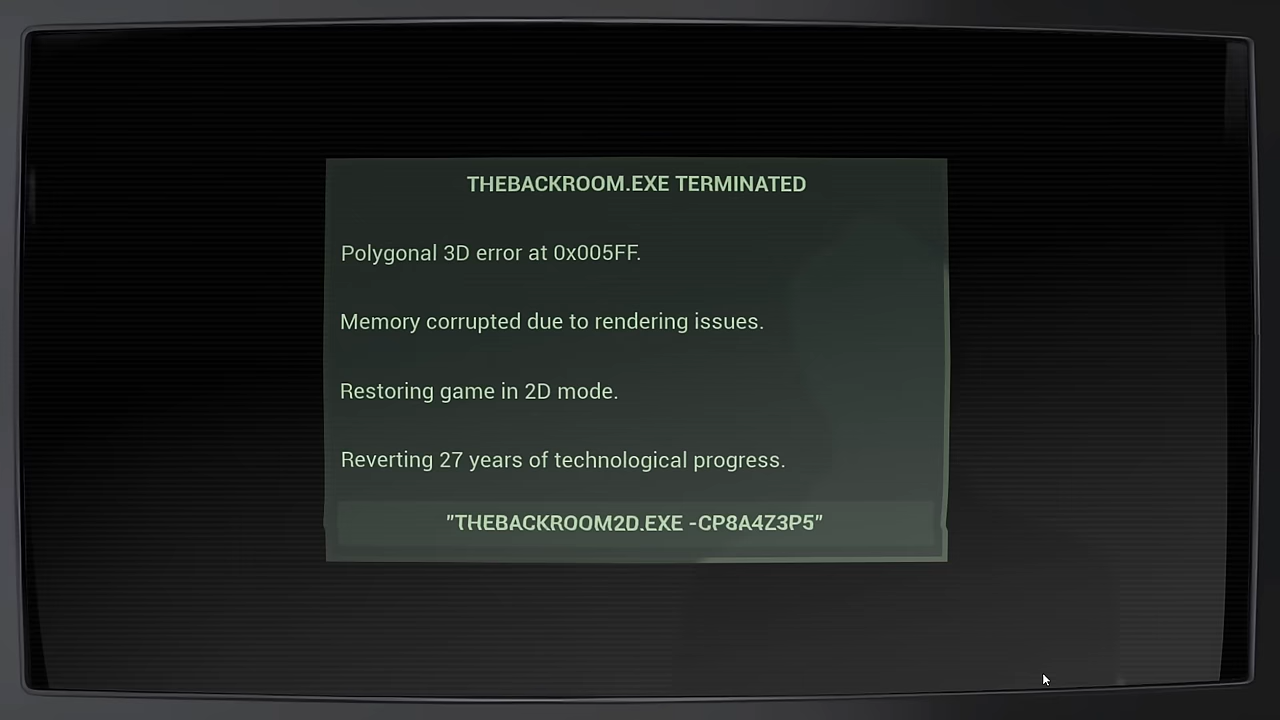 THEBACKROOM.EXE TERMINATED
Polygonal 3D error at 0x005FF.
Memory corrupted due to rendering issues.
Restoring game in 2D mode.
Reverting 27 years of technological progress.
"THEBACKROOM2D.EXE -CP8A4Z3P5"